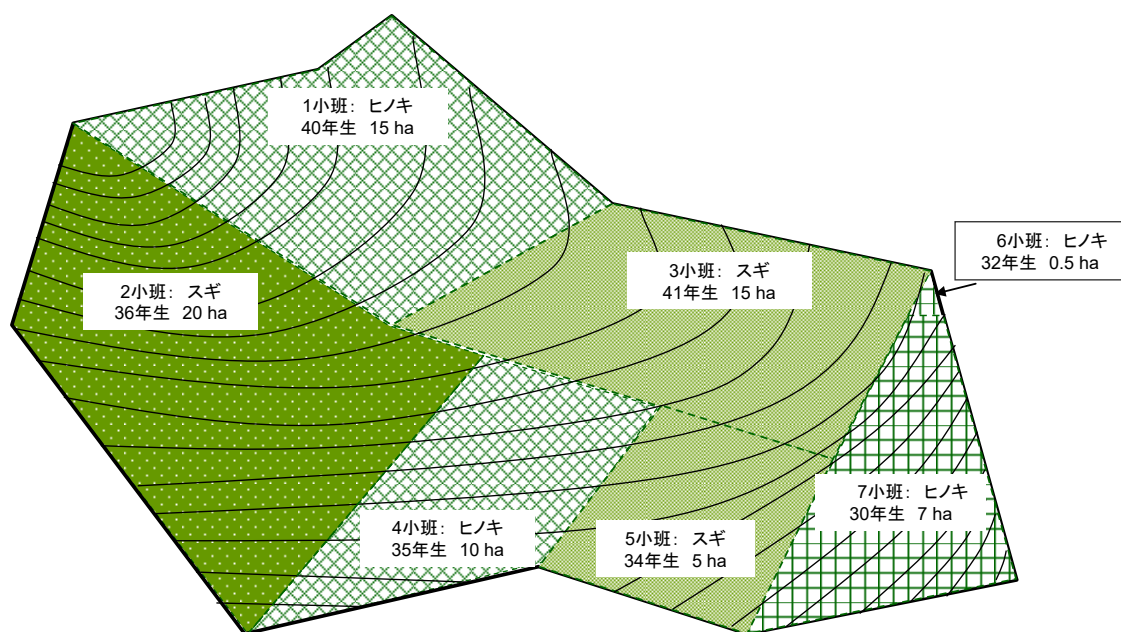 1小班: ヒノキ
40年生 15 ha
2小班: スギ
36年生 20 ha
3小班: スギ
41年生 15 ha
6小班: ヒノキ
32年生 0.5 ha
4小班: ヒノキ
35年生 10 ha
5小班: スギ
34年生 5 ha
7小班: ヒノキ
30年生 7 ha